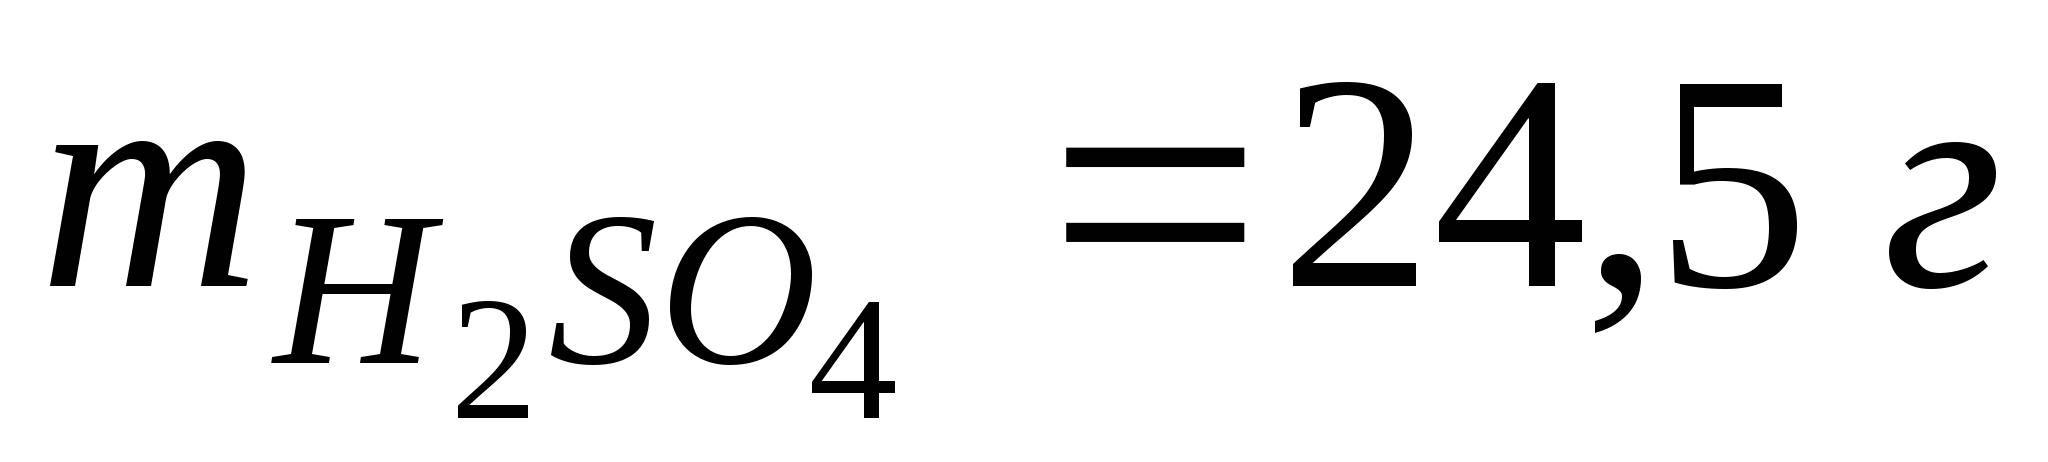 m_{H_2SO_4} = 24,5 г